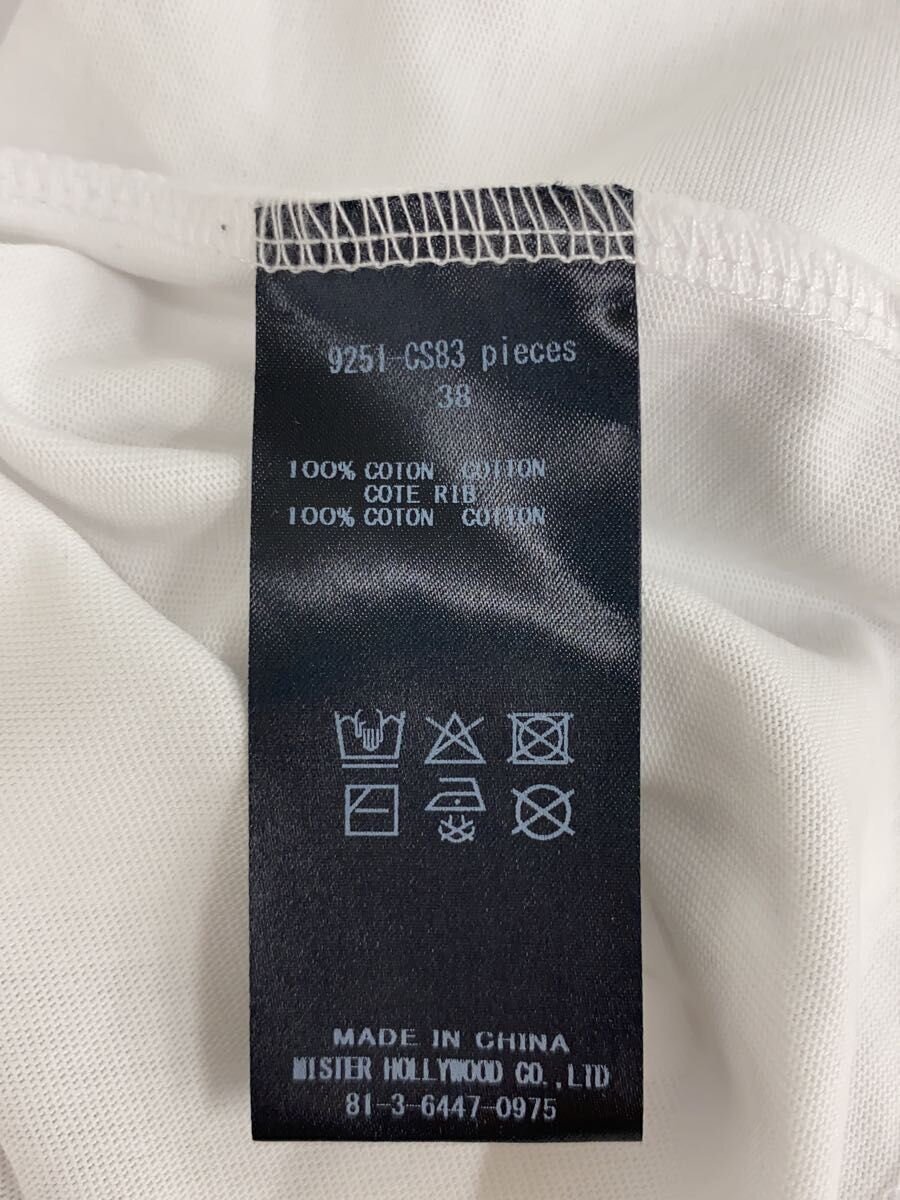 9251-CS83 pieces
38
100% COTON COTTON
COTE RIB
100% COTON COTTON
MADE IN CHINA
MISTER HOLLYWOOD CO.,LTD
81-3-6447-0975